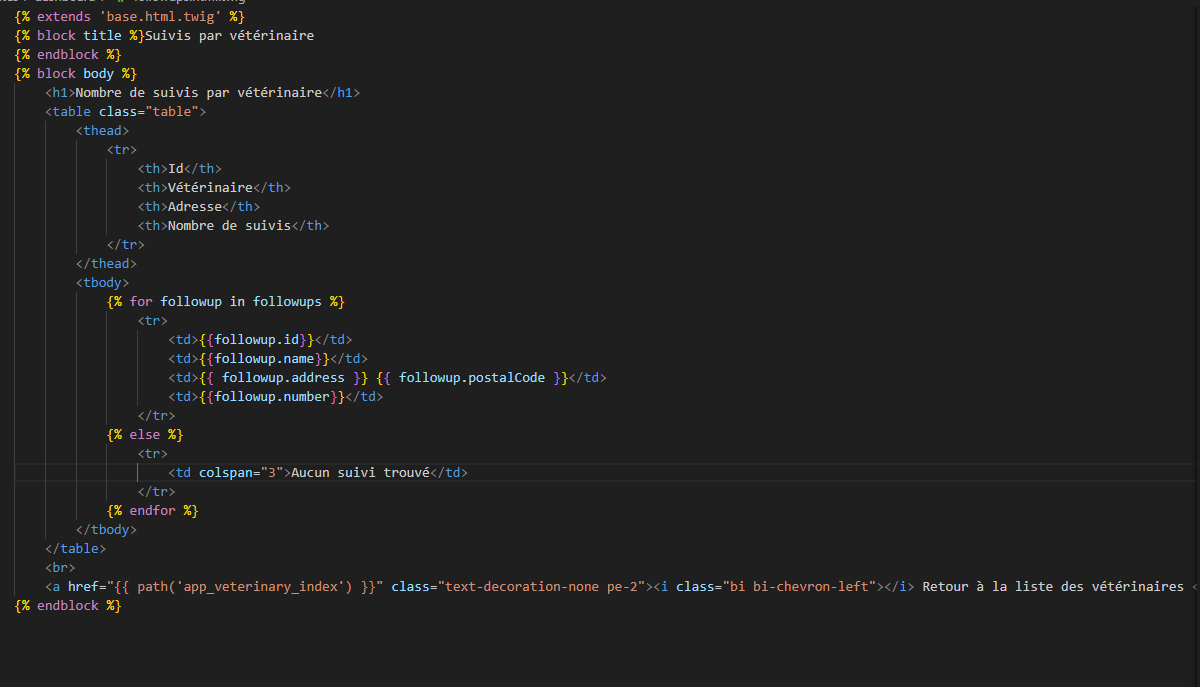 {% extends 'base.html.twig' %}
{% block title %}Suivis par vétérinaire
{% endblock %}
{% block body %}
    <h1>Nombre de suivis par vétérinaire</h1>
    <table class="table">
        <thead>
            <tr>
                <th>Id</th>
                <th>Vétérinaire</th>
                <th>Adresse</th>
                <th>Nombre de suivis</th>
            </tr>
        </thead>
        <tbody>
            {% for followup in followups %}
                <tr>
                    <td>{{followup.id}}</td>
                    <td>{{followup.name}}</td>
                    <td>{{ followup.address }} {{ followup.postalCode }}</td>
                    <td>{{followup.number}}</td>
                </tr>
            {% else %}
                <tr>
                    <td colspan="3">Aucun suivi trouvé</td>
                </tr>
            {% endfor %}
        </tbody>
    </table>
    <br>
    <a href="{{ path('app_veterinary_index') }}" class="text-decoration-none pe-2"><i class="bi bi-chevron-left"></i> Retour à la liste des vétérinaires <
{% endblock %}